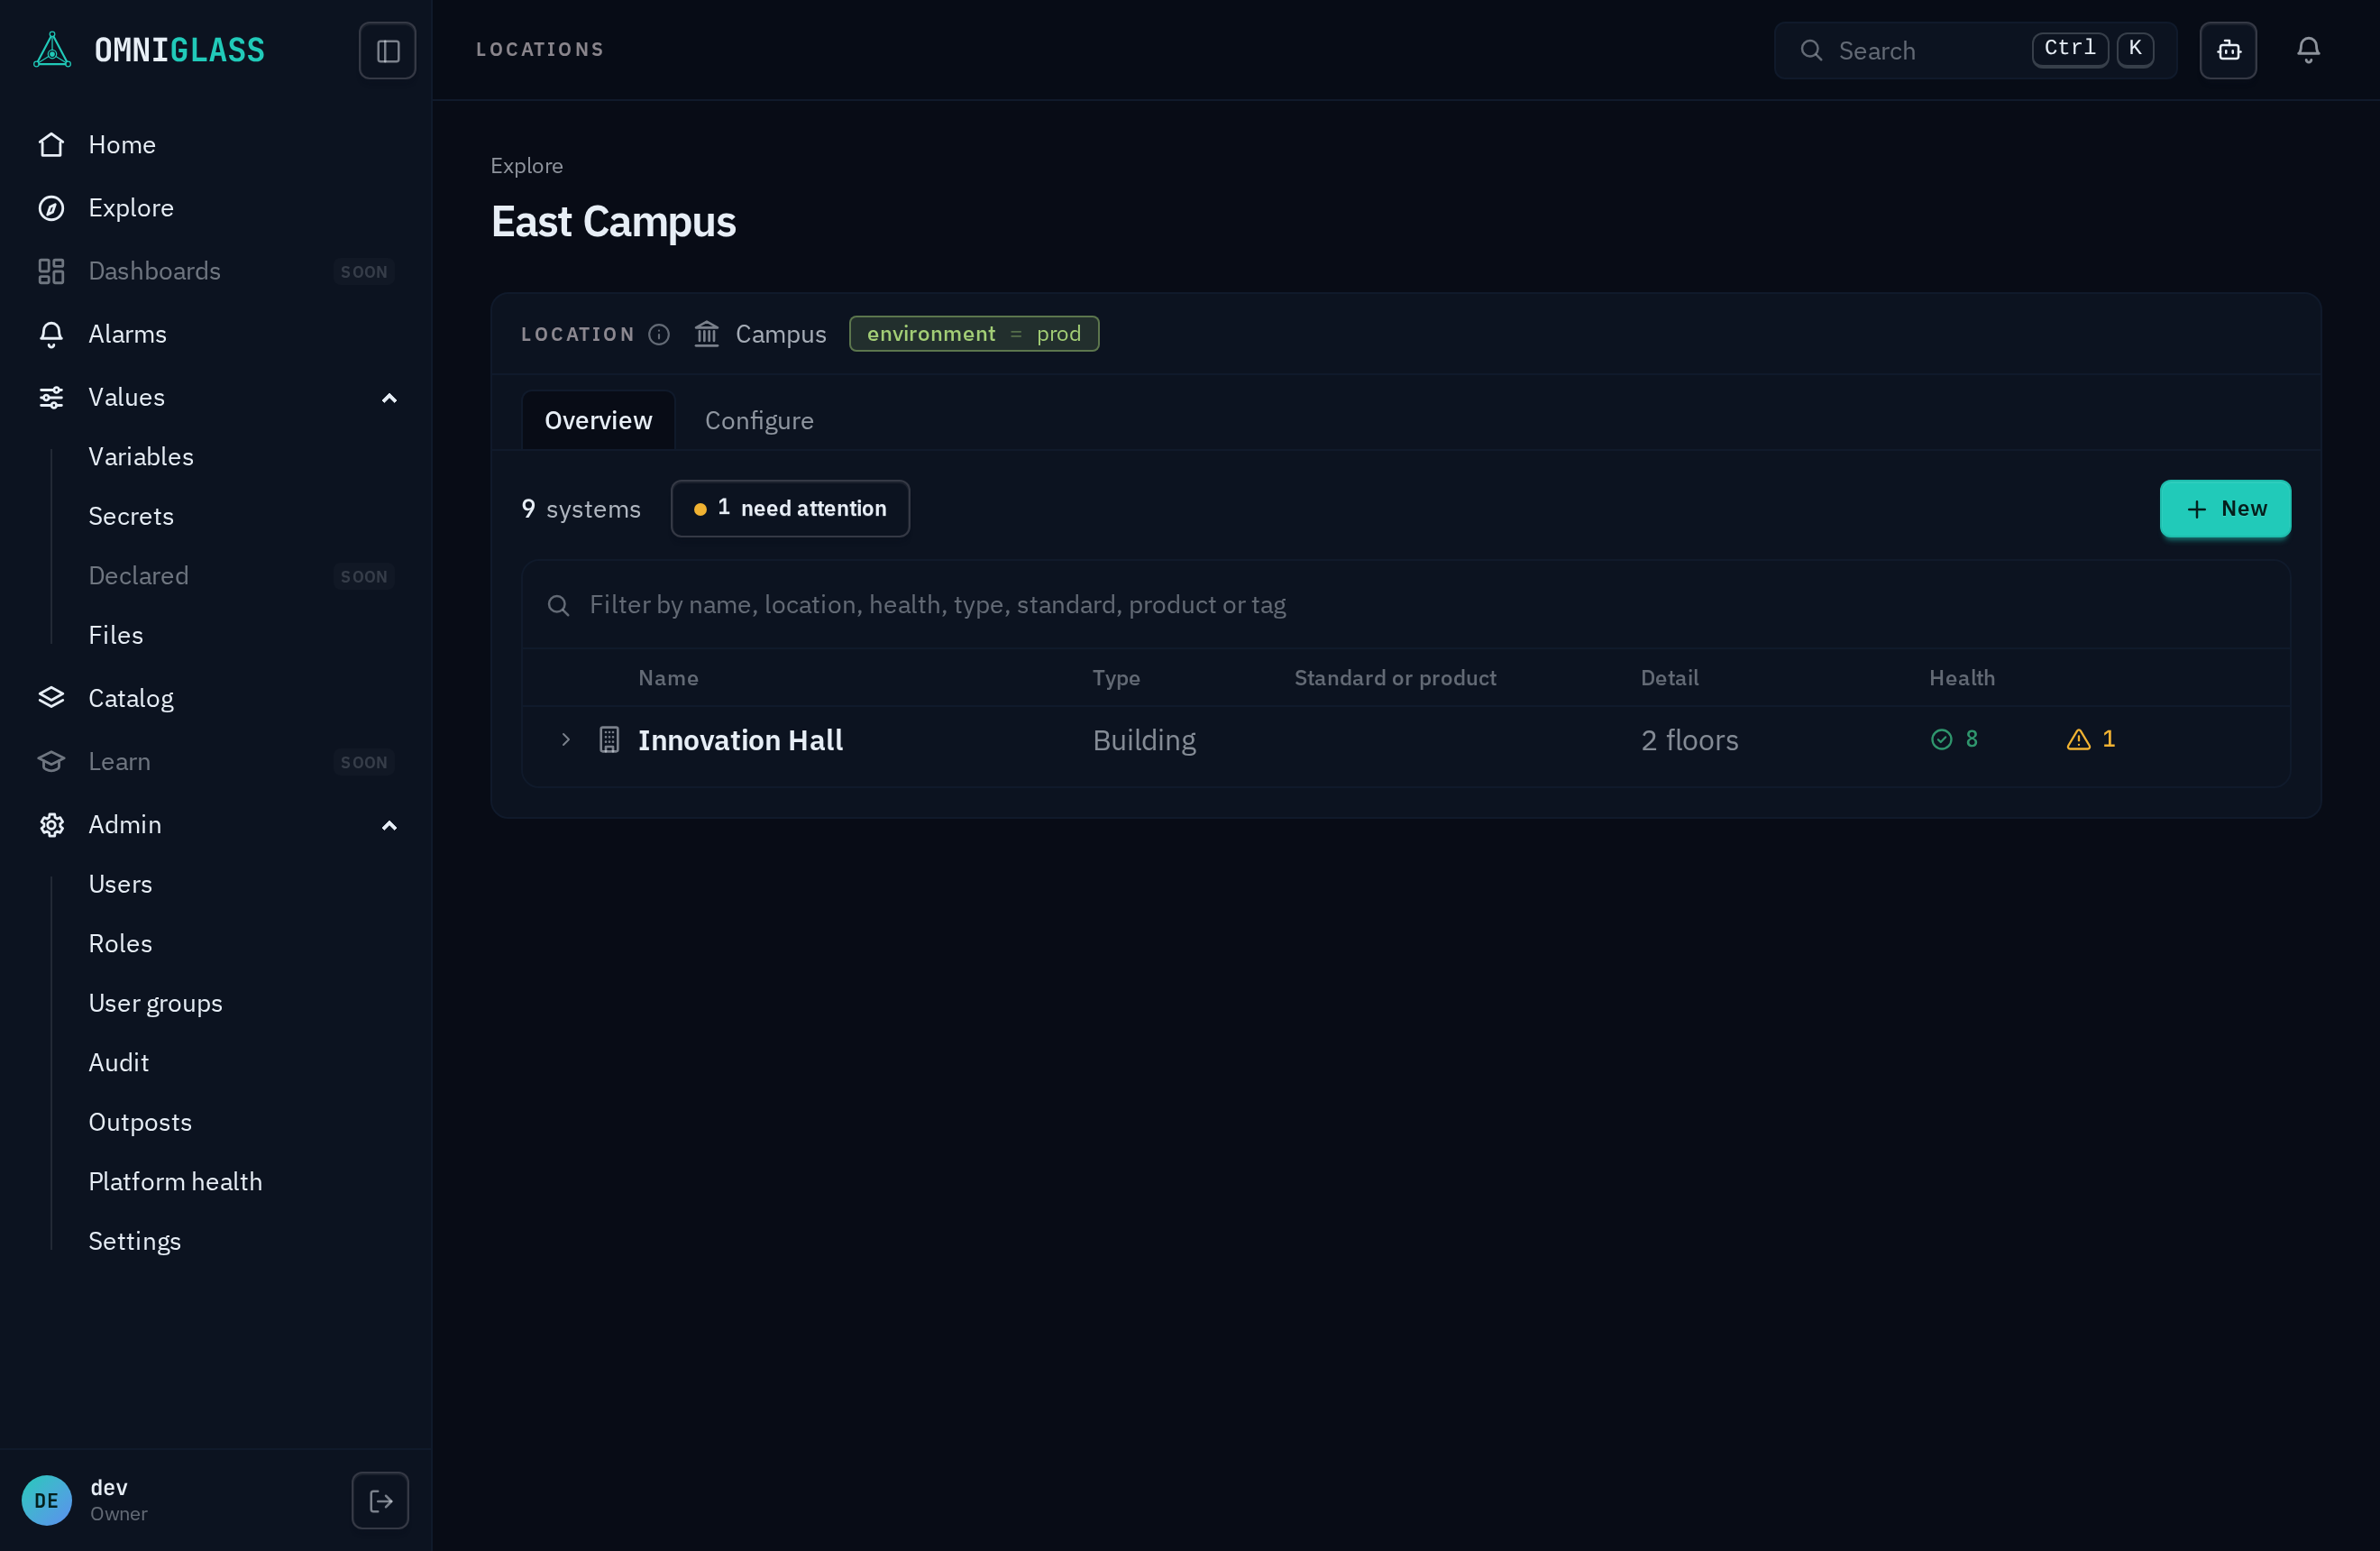 OMNIGLASS
LOCATIONS
Search Ctrl K
Home
Explore
Dashboards SOON
Alarms
Values
Variables
Secrets
Declared SOON
Files
Catalog
Learn SOON
Admin
Users
Roles
User groups
Audit
Outposts
Platform health
Settings
DE dev
Owner
Explore
East Campus
LOCATION Campus environment = prod
Overview Configure
9 systems 1 need attention New
Filter by name, location, health, type, standard, product or tag
Name Type Standard or product Detail Health
Innovation Hall Building 2 floors 8 1